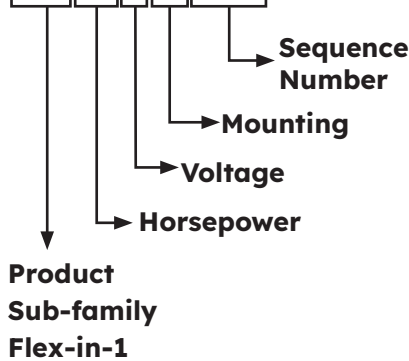 Sequence
Number
Mounting
Voltage
Horsepower
Product
Sub-family
Flex-in-1